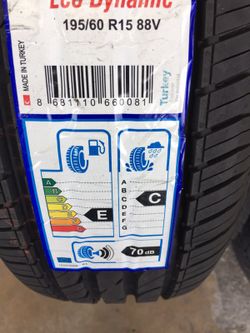 Eco Dynamic
195/60 R15 88V
MADE IN TURKEY
8 681110 660081
Turkey
A
B
C
D
E
F
G
E
A
B
C
D
E
F
G
C
70 dB